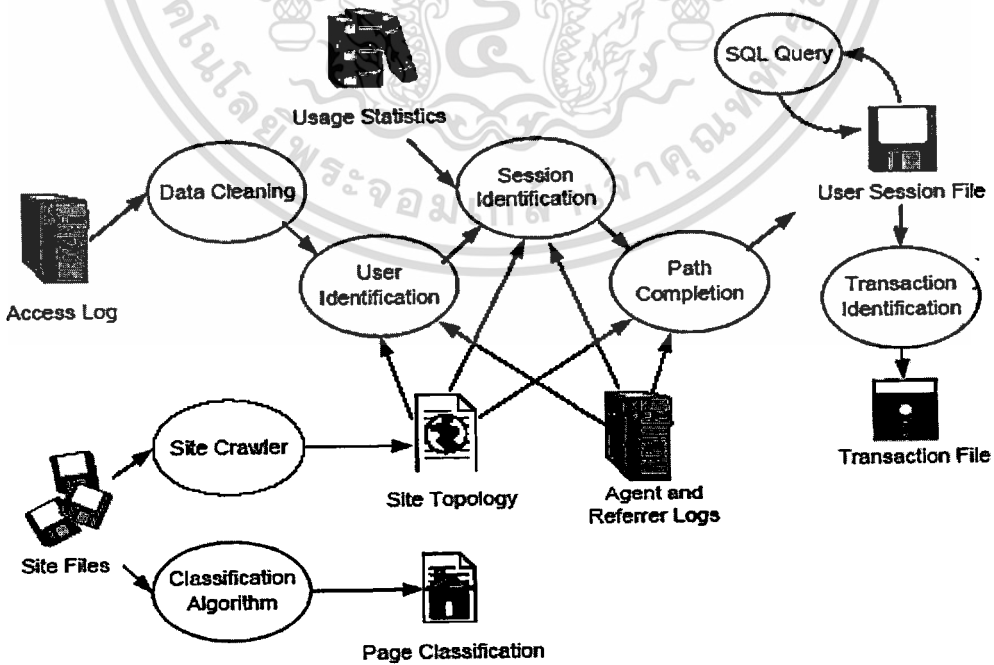 SQL Query
Usage Statistics
Session
Identification
User Session File
Data Cleaning
User
Identification
Path
Completion
Transaction
Identification
Access Log
Site Crawler
Site Topology
Agent and
Referrer Logs
Transaction File
Site Files
Classification
Algorithm
Page Classification